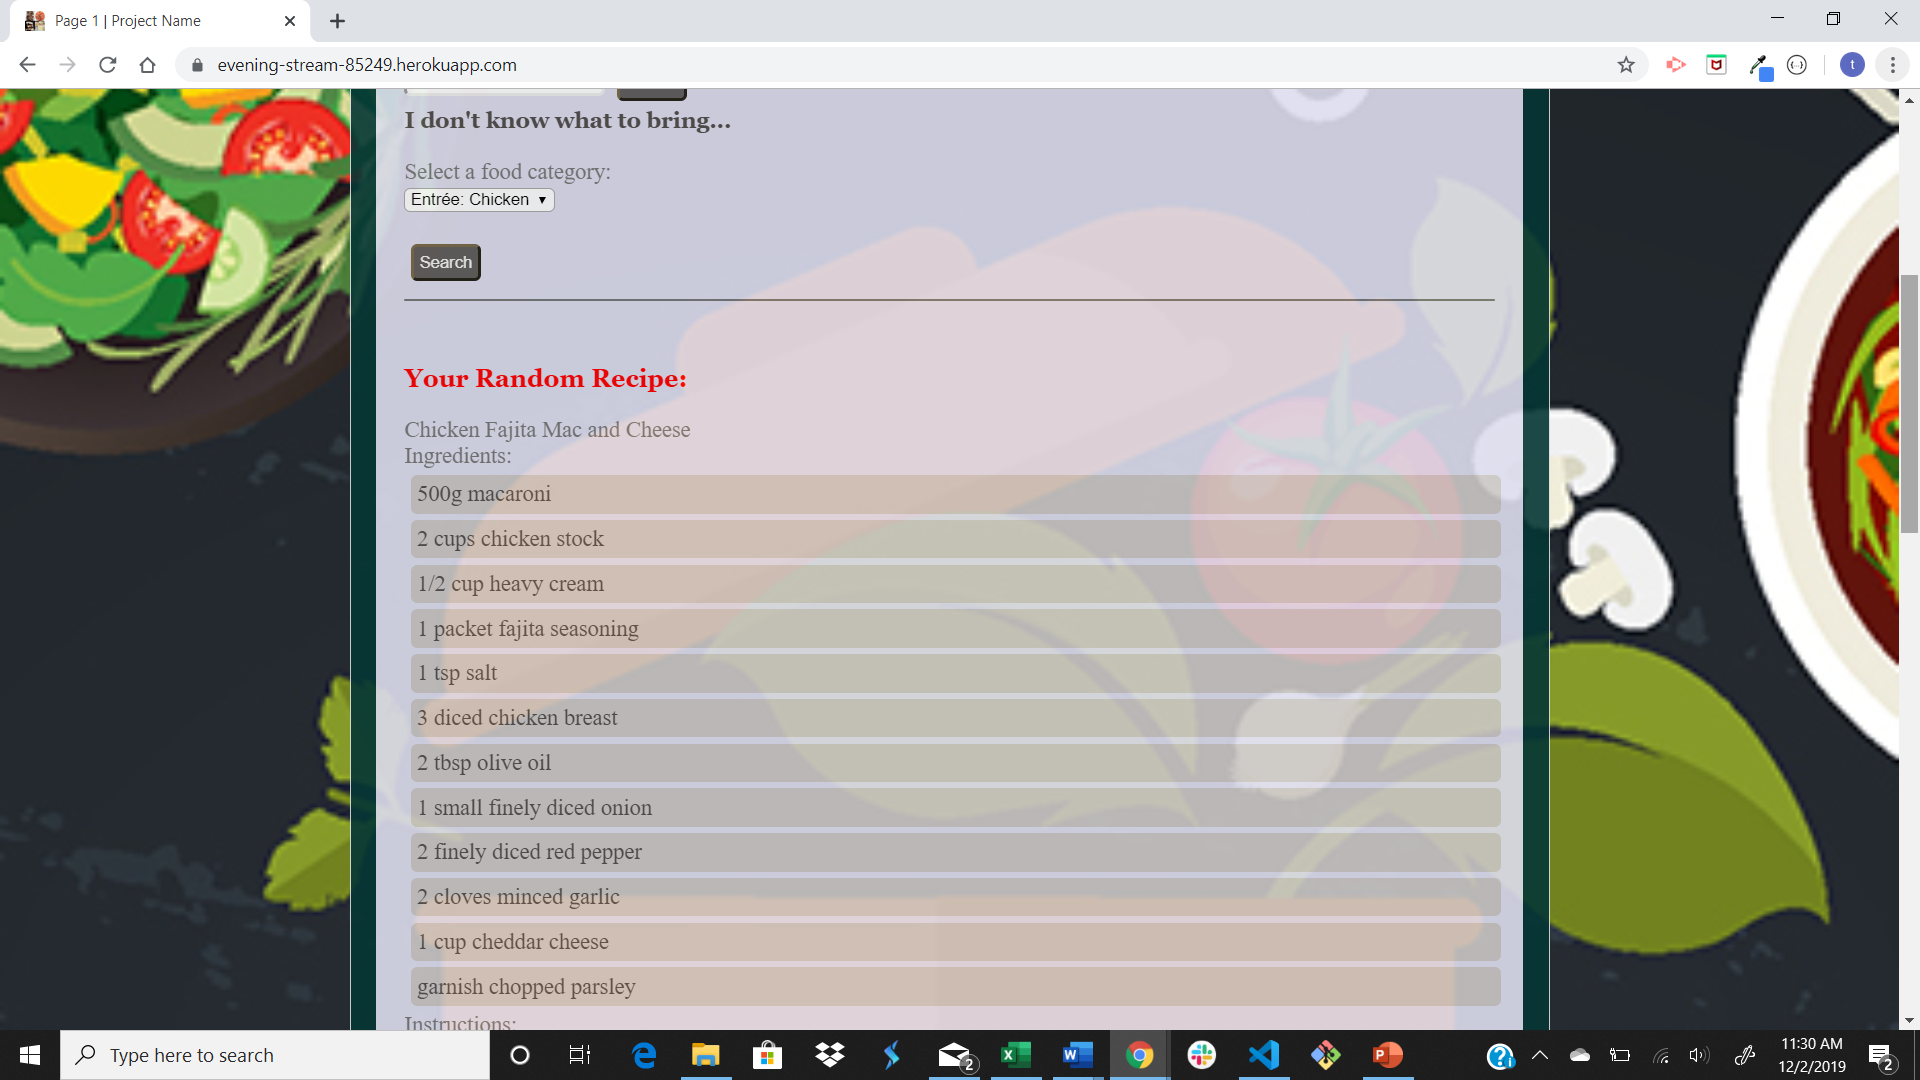 Page 1 | Project Name
evening-stream-85249.herokuapp.com
t
I don't know what to bring...
Select a food category:
Entrée: Chicken
Search
Your Random Recipe:
Chicken Fajita Mac and Cheese
Ingredients:
500g macaroni
2 cups chicken stock
1/2 cup heavy cream
1 packet fajita seasoning
1 tsp salt
3 diced chicken breast
2 tbsp olive oil
1 small finely diced onion
2 finely diced red pepper
2 cloves minced garlic
1 cup cheddar cheese
garnish chopped parsley
Instructions:
Type here to search
2
11:30 AM
12/2/2019
2